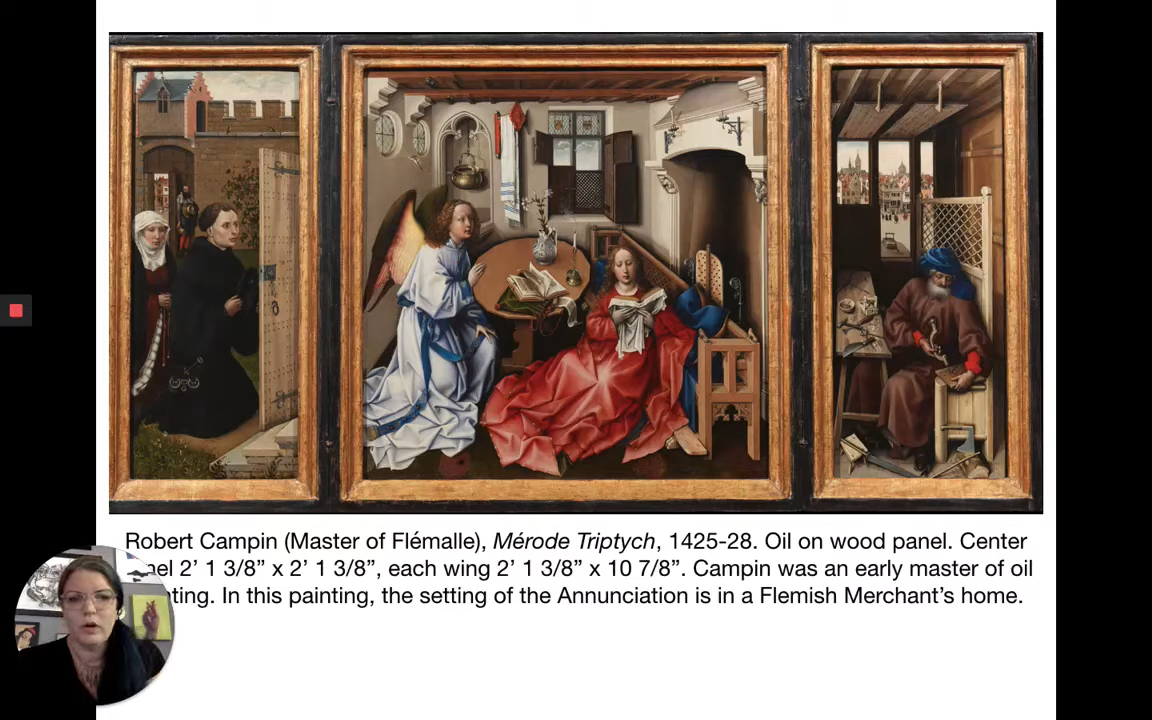 Robert Campin (Master of Flémalle), Mérode Triptych, 1425-28. Oil on wood panel. Center
2’ 1 3/8” x 2’ 1 3/8”, each wing 2’ 1 3/8” x 10 7/8”. Campin was an early master of oil
In this painting, the setting of the Annunciation is in a Flemish Merchant’s home.